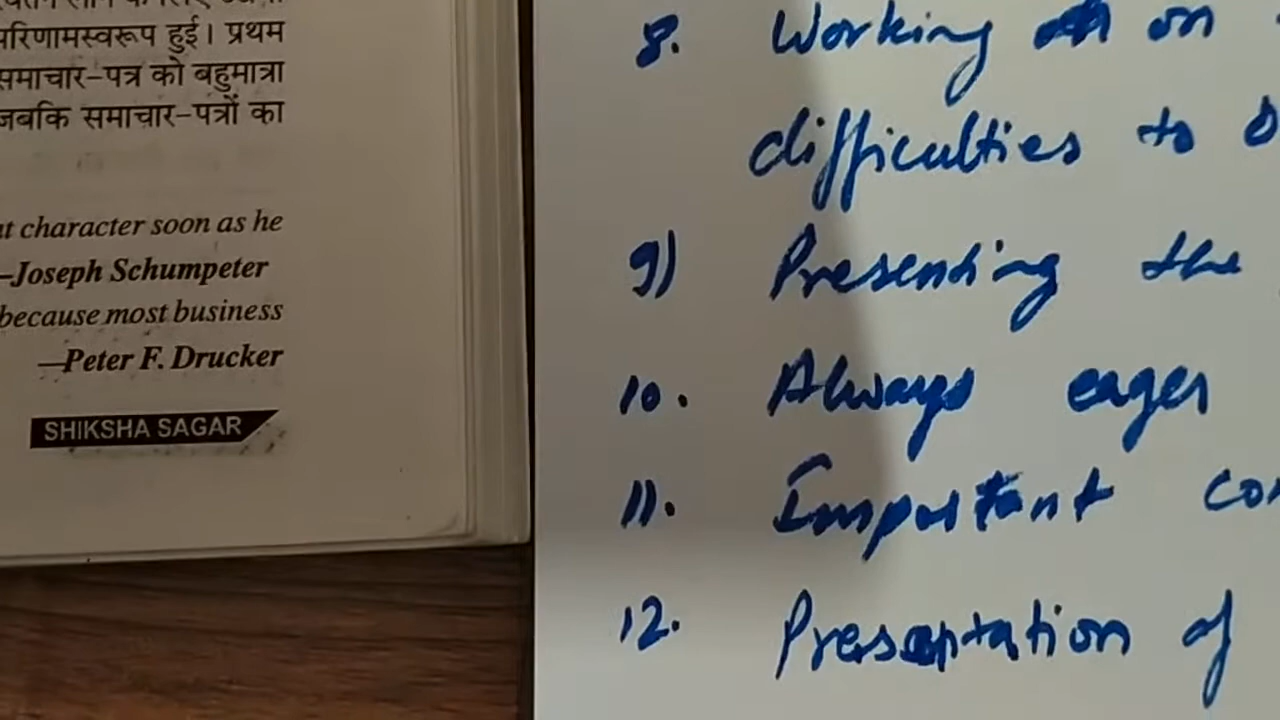 परिणामस्वरूप हुई। प्रथम
समाचार-पत्र को बहुमात्रा
जबकि समाचार-पत्रों का
character soon as he
—Joseph Schumpeter
because most business
—Peter F. Drucker
SHIKSHA SAGAR
8. Working on
difficulties to
9) Presenting the
10. Always eager
11. Important
12. Presentation of